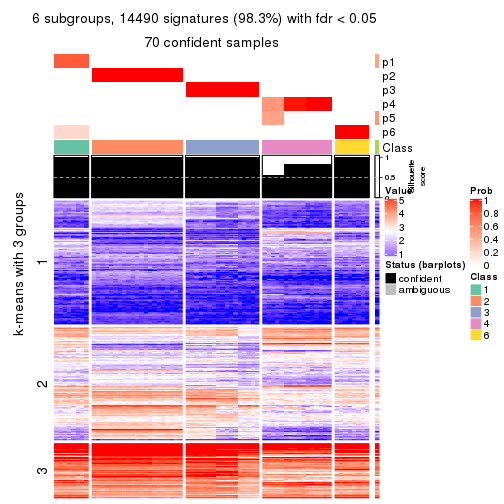 6 subgroups, 14490 signatures (98.3%) with fdr < 0.05
70 confident samples
p1
p2
p3
p4
p5
p6
Class
1
0.5
0
Silhouette
score
k-means with 3 groups
1
2
3
Value
5
4
3
2
1
Status (barplots)
confident
ambiguous
Prob
1
0.8
0.6
0.4
0.2
0
Class
1
2
3
4
6